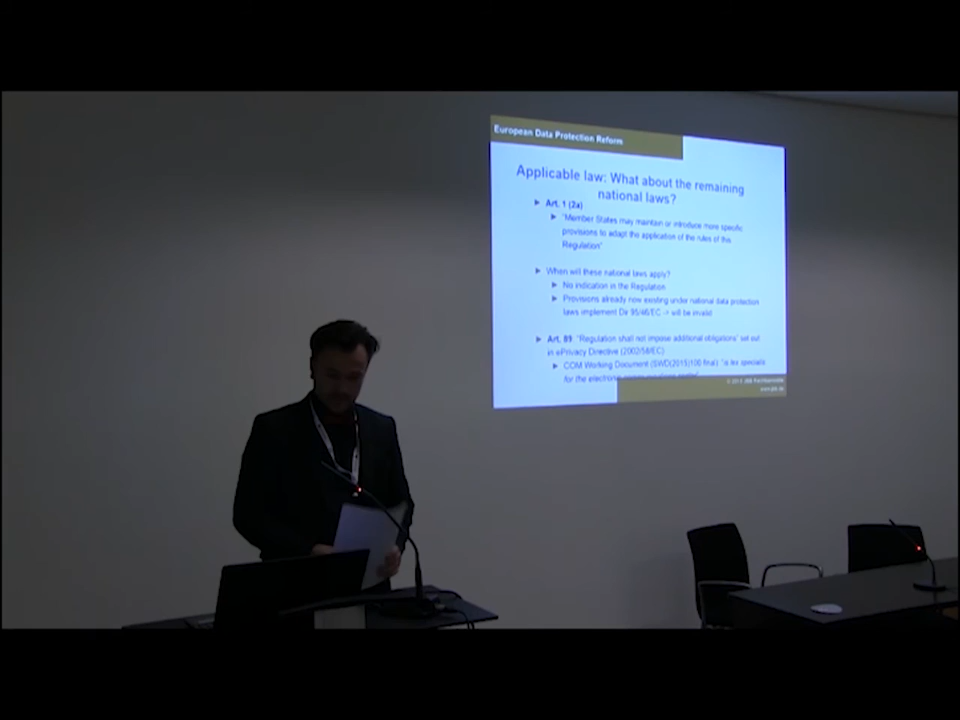 European Data Protection Reform
Applicable law: What about the remaining
national laws?
► Art. 1 (2a)
► "Member States may maintain or introduce more specific
provisions to adapt the application of the rules of this
Regulation"
► When will these national laws apply?
► No indication in the Regulation
► Provisions already now existing under national data protection
laws implement Dir 95/46/EC -> will be invalid
► Art. 89: "Regulation shall not impose additional obligations" set out
in ePrivacy Directive (2002/58/EC)
► COM Working Document (SWD(2015)100 final): "is lex specialis
for the electronic